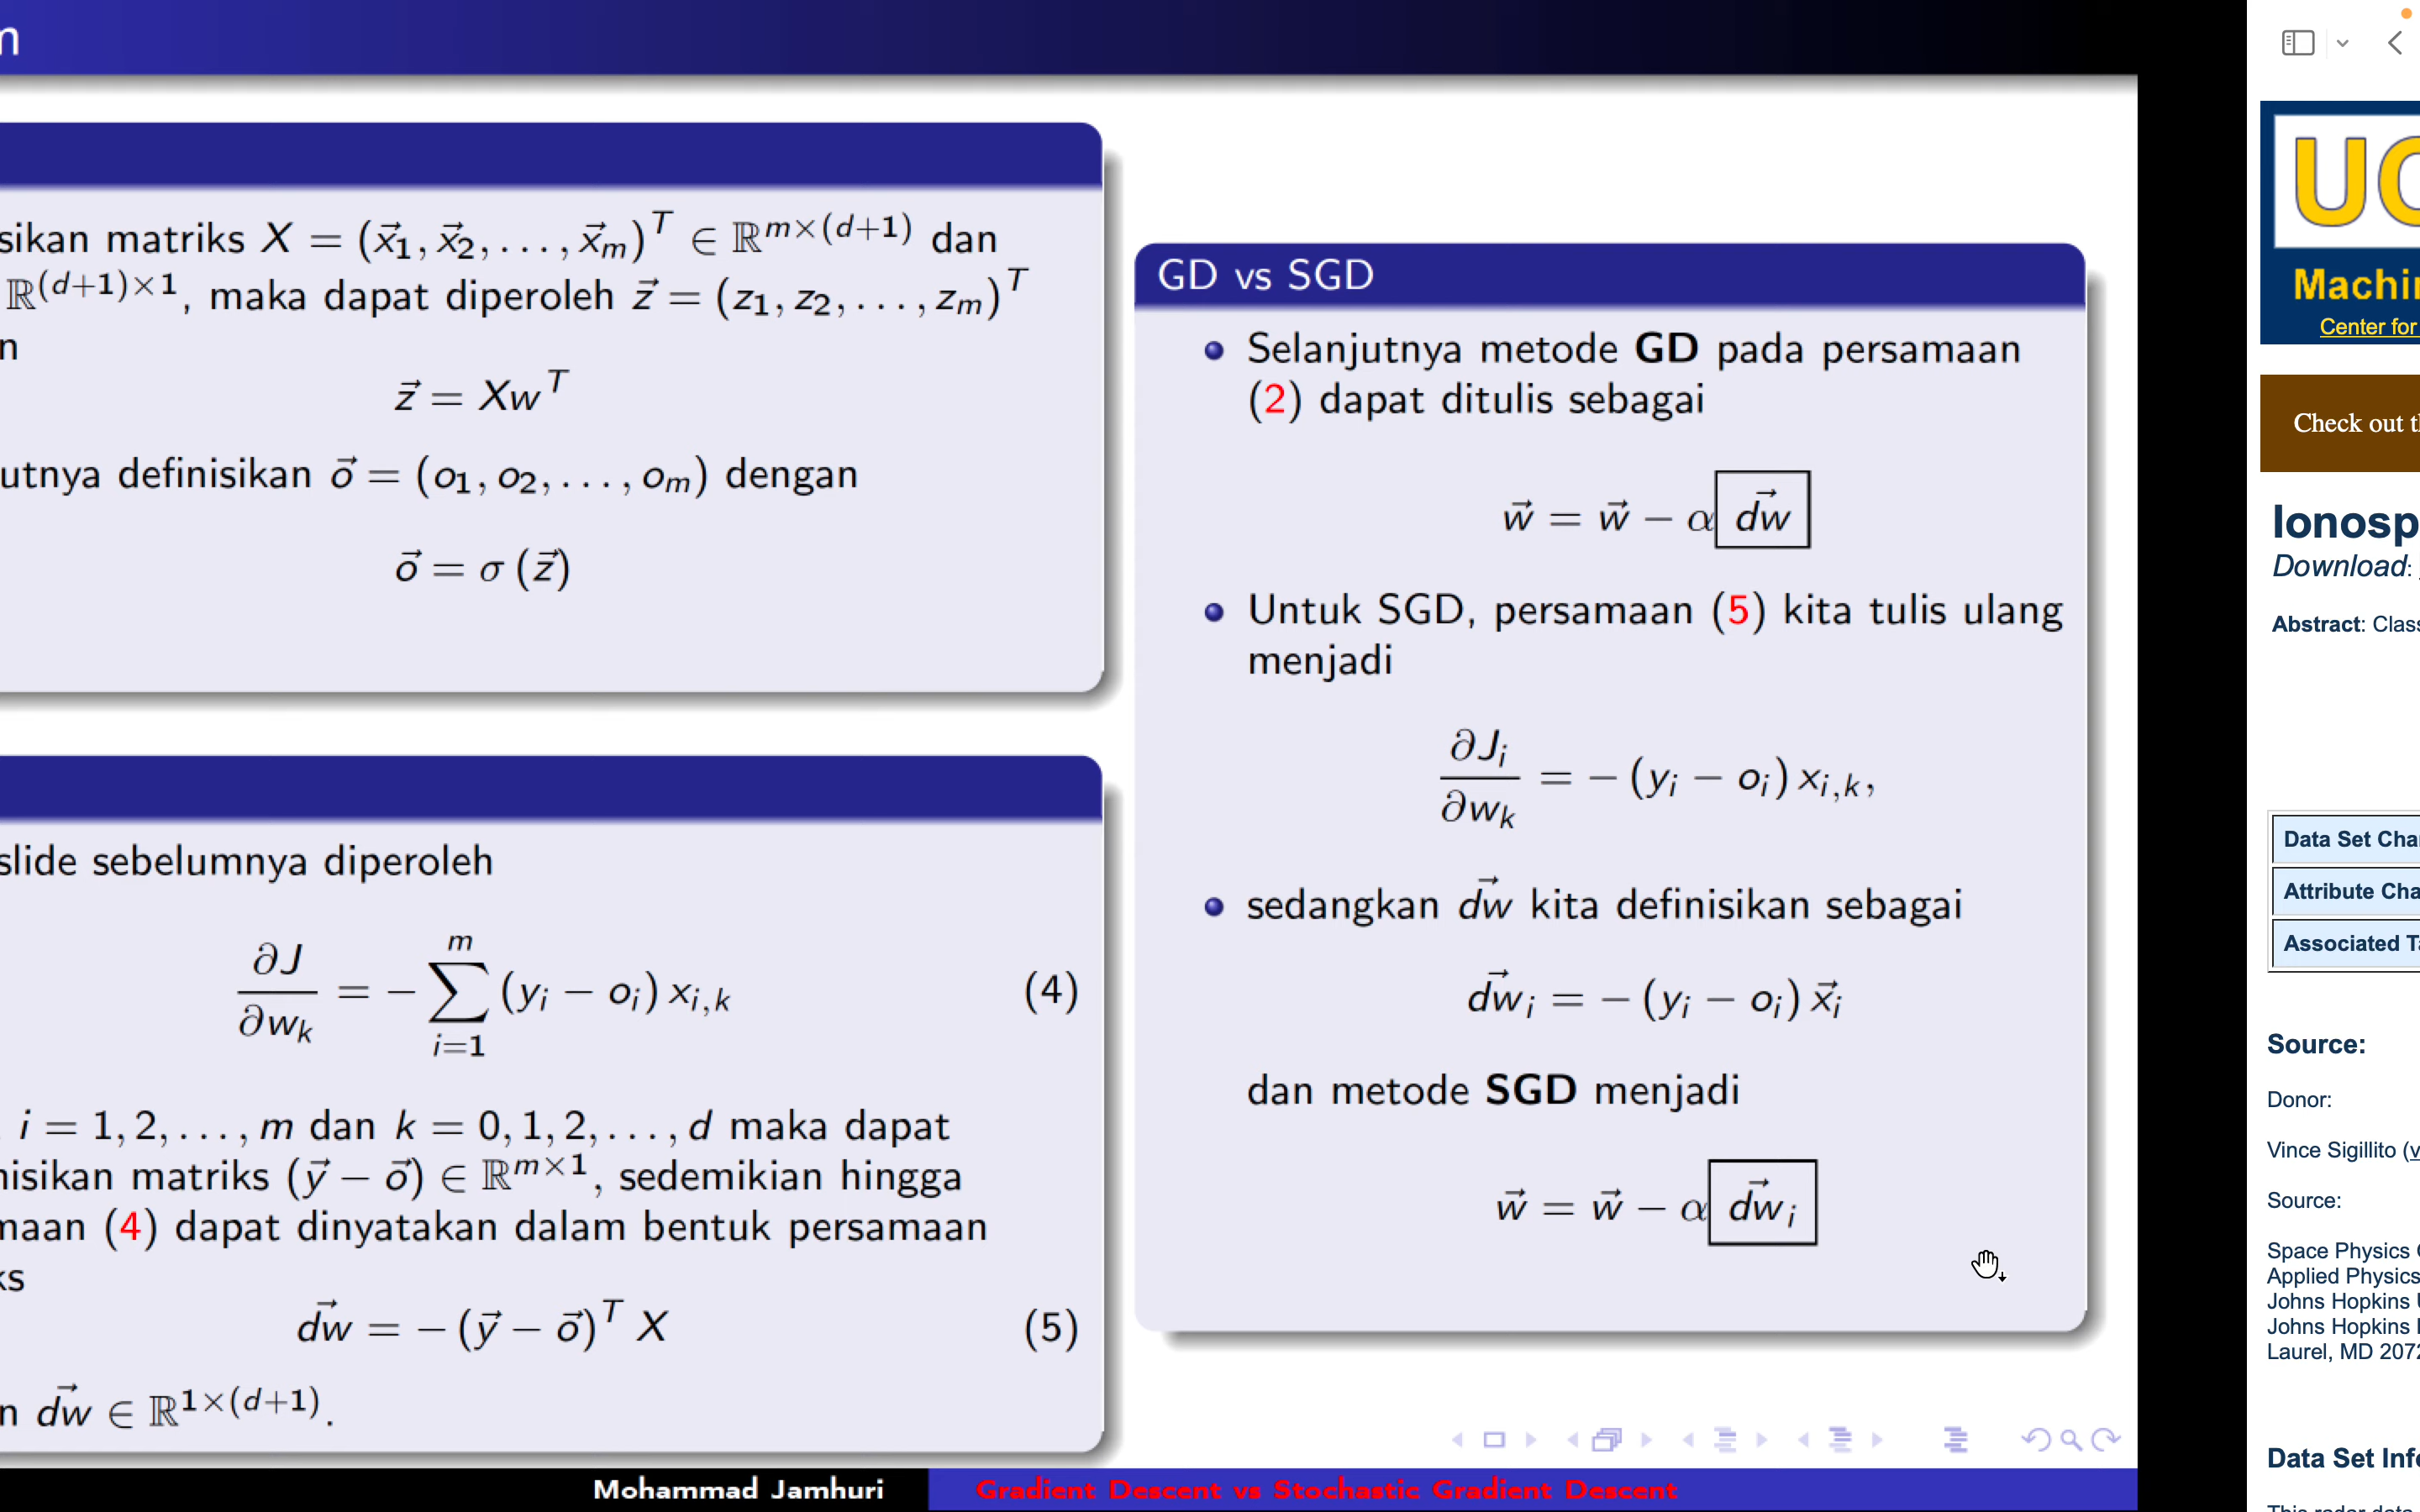 sikan matriks X = (x⃗₁, x⃗₂, . . . , x⃗ₘ)ᵀ ∈ ℝ^{m×(d+1)} dan
ℝ^{(d+1)×1}, maka dapat diperoleh z⃗ = (z₁, z₂, . . . , zₘ)ᵀ
z⃗ = Xwᵀ
utnya definisikan o⃗ = (o₁, o₂, . . . , oₘ) dengan
o⃗ = σ (z⃗)
slide sebelumnya diperoleh
∂J/∂wₖ = − ∑_{i=1}^{m} (yᵢ − oᵢ) x_{i,k} (4)
i = 1, 2, . . . , m dan k = 0, 1, 2, . . . , d maka dapat
nisikan matriks (y⃗ − o⃗) ∈ ℝ^{m×1}, sedemikian hingga
maan (4) dapat dinyatakan dalam bentuk persamaan
ks
dw⃗ = − (y⃗ − o⃗)ᵀ X (5)
n dw⃗ ∈ ℝ^{1×(d+1)}.
GD vs SGD
Selanjutnya metode GD pada persamaan
(2) dapat ditulis sebagai
w⃗ = w⃗ − α dw⃗
Untuk SGD, persamaan (5) kita tulis ulang
menjadi
∂Jᵢ/∂wₖ = − (yᵢ − oᵢ) x_{i,k},
sedangkan dw⃗ kita definisikan sebagai
dw⃗ᵢ = − (yᵢ − oᵢ) x⃗ᵢ
dan metode SGD menjadi
w⃗ = w⃗ − α dw⃗ᵢ
Mohammad Jamhuri
Gradient Descent vs Stochastic Gradient Descent
UC
Machin
Center for
Check out t
Ionosp
Download:
Abstract: Class
Data Set Cha
Attribute Cha
Associated Ta
Source:
Donor:
Vince Sigillito (v
Source:
Space Physics
Applied Physics
Johns Hopkins
Johns Hopkins
Laurel, MD 2072
Data Set Info